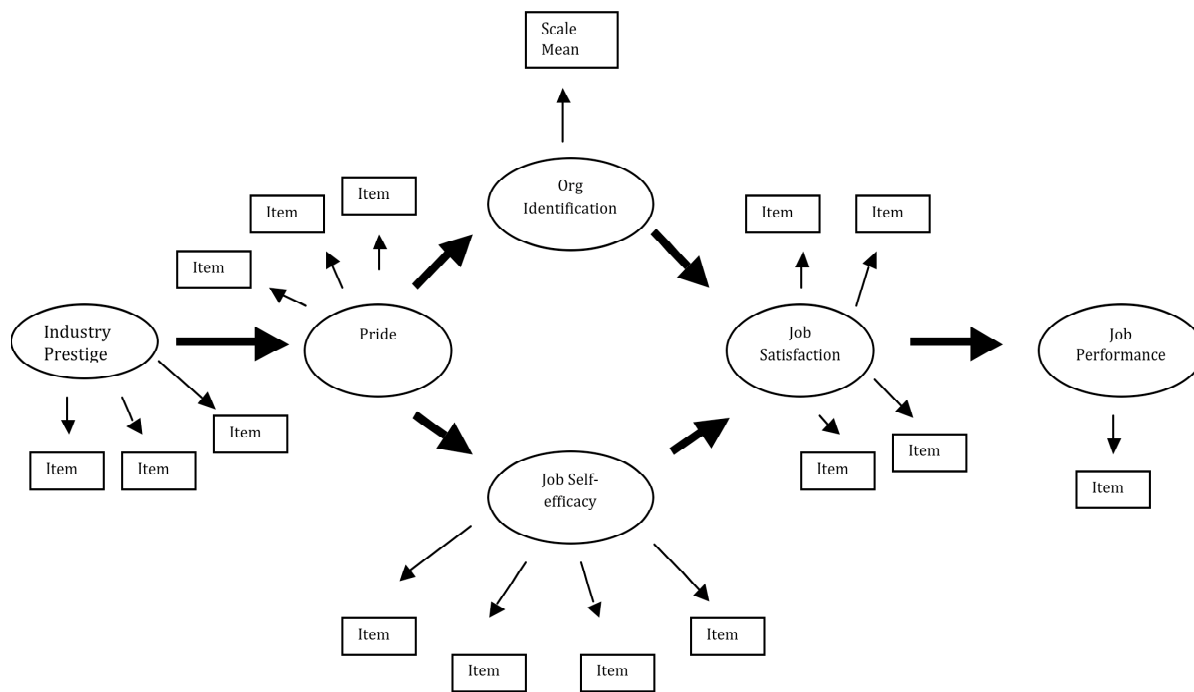 Scale
Mean
Org
Identification
Item
Item
Item
Item
Item
Industry
Prestige
Pride
Job
Satisfaction
Job
Performance
Item
Item
Item
Item
Item
Item
Job Self-
efficacy
Item
Item
Item
Item